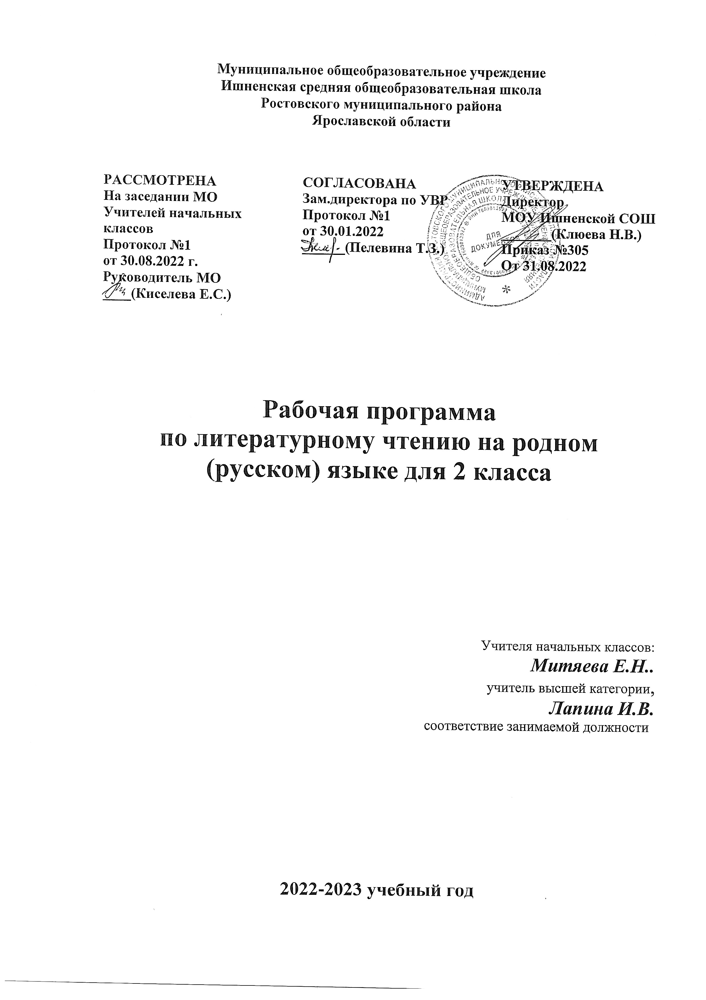 Муниципальное общеобразовательное учреждение
Ишненская средняя общеобразовательная школа
Ростовского муниципального района
Ярославской области
РАССМОТРЕНА
На заседании МО
Учителей начальных
классов
Протокол №1
от 30.08.2022 г.
Руководитель МО
____(Киселева Е.С.)
СОГЛАСОВАНА
Зам.директора по УВР
Протокол №1
от 30.01.2022
______(Пелевина Т.З.)
УТВЕРЖДЕНА
Директор
МОУ Ишненской СОШ
_______(Клюева Н.В.)
Приказ №305
От 31.08.2022
ДЛЯ
ДОКУМЕНТОВ
Рабочая программа
по литературному чтению на родном
(русском) языке для 2 класса
Учителя начальных классов:
Митяева Е.Н..
учитель высшей категории,
Лапина И.В.
соответствие занимаемой должности
2022-2023 учебный год